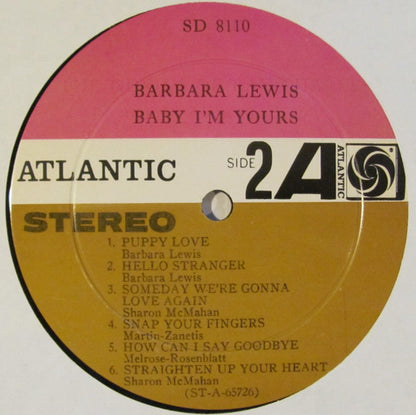 SD 8110
BARBARA LEWIS
BABY I'M YOURS
ATLANTIC
SIDE 2
A
ATLANTIC
STEREO
1. PUPPY LOVE
Barbara Lewis
2. HELLO STRANGER
Barbara Lewis
3. SOMEDAY WE'RE GONNA
LOVE AGAIN
Sharon McMahan
4. SNAP YOUR FINGERS
Martin-Zanetis
5. HOW CAN I SAY GOODBYE
Melrose-Rosenblatt
6. STRAIGHTEN UP YOUR HEART
Sharon McMahan
(ST-A-65726)